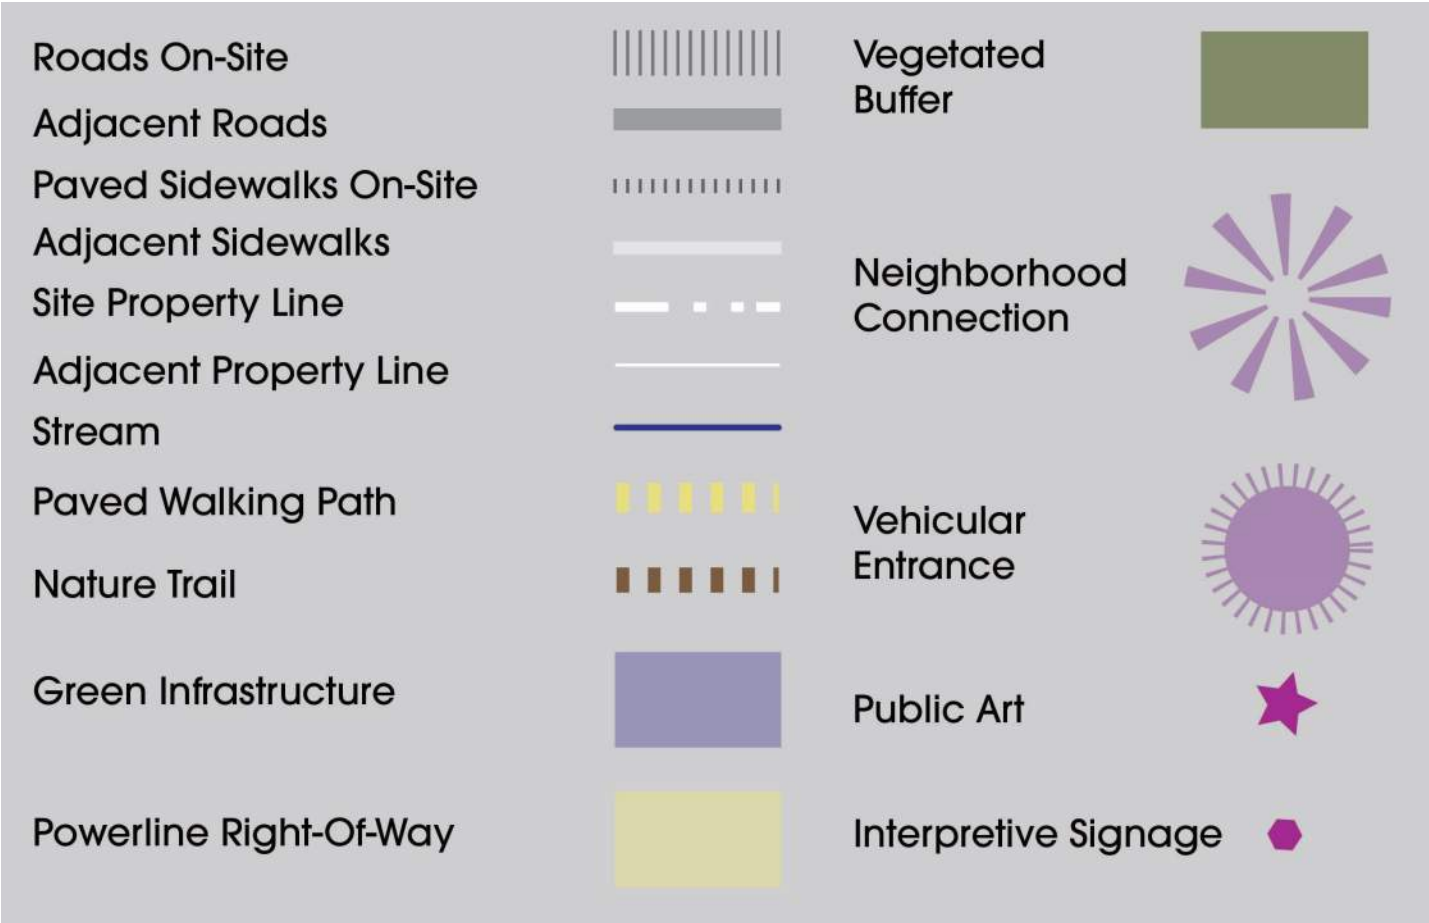 Roads On-Site
Adjacent Roads
Paved Sidewalks On-Site
Adjacent Sidewalks
Site Property Line
Adjacent Property Line
Stream
Paved Walking Path
Nature Trail
Green Infrastructure
Powerline Right-Of-Way
Vegetated
Buffer
Neighborhood
Connection
Vehicular
Entrance
Public Art
Interpretive Signage